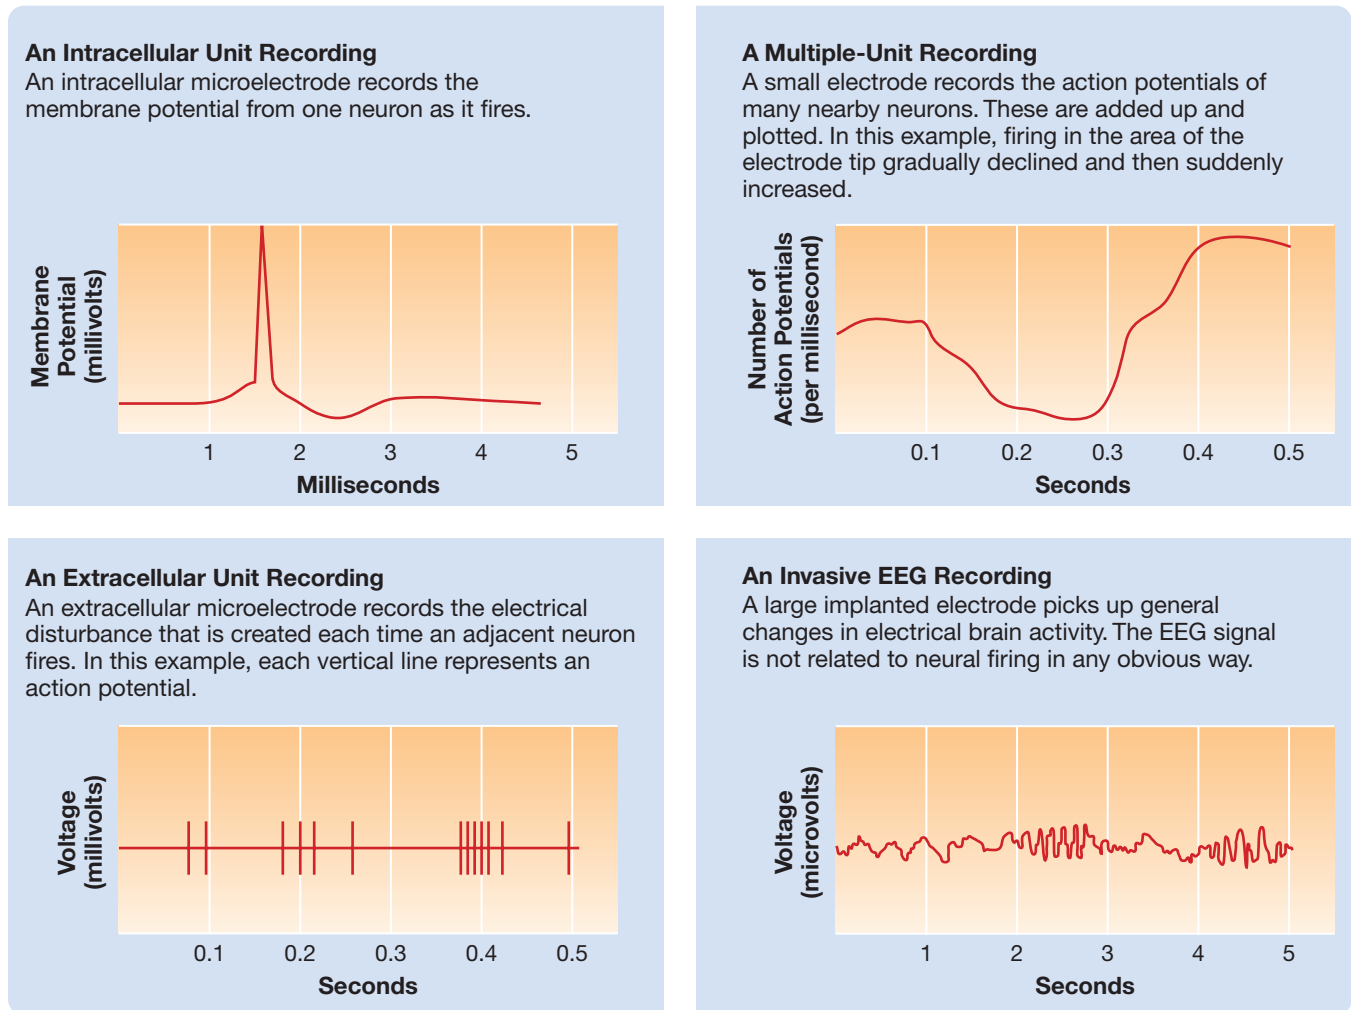 An Intracellular Unit Recording
An intracellular microelectrode records the
membrane potential from one neuron as it fires.
Membrane
Potential
(millivolts)
1 2 3 4 5
Milliseconds
A Multiple-Unit Recording
A small electrode records the action potentials of
many nearby neurons. These are added up and
plotted. In this example, firing in the area of the
electrode tip gradually declined and then suddenly
increased.
Number of
Action Potentials
(per millisecond)
0.1 0.2 0.3 0.4 0.5
Seconds
An Extracellular Unit Recording
An extracellular microelectrode records the electrical
disturbance that is created each time an adjacent neuron
fires. In this example, each vertical line represents an
action potential.
Voltage
(millivolts)
0.1 0.2 0.3 0.4 0.5
Seconds
An Invasive EEG Recording
A large implanted electrode picks up general
changes in electrical brain activity. The EEG signal
is not related to neural firing in any obvious way.
Voltage
(microvolts)
1 2 3 4 5
Seconds